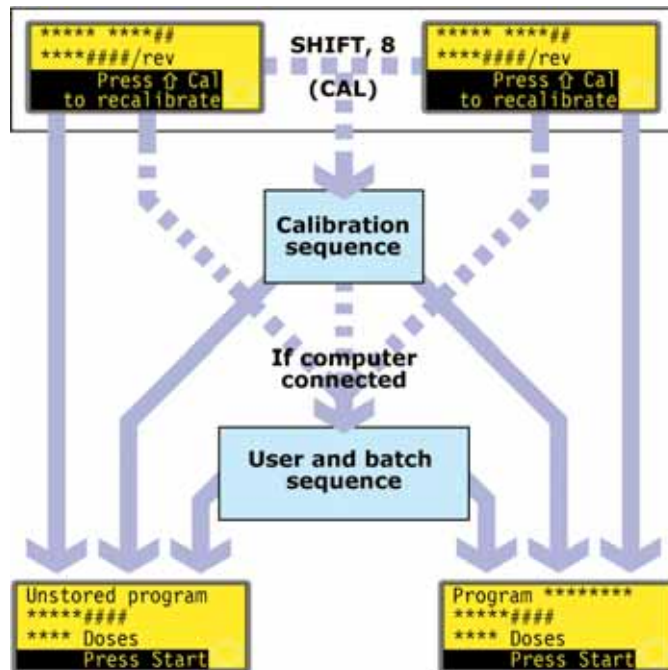 ***** ****##
****####/rev
Press ⇧ Cal
to recalibrate
SHIFT, 8
(CAL)
***** ****##
****####/rev
Press ⇧ Cal
to recalibrate
Calibration
sequence
If computer
connected
User and batch
sequence
Unstored program
*****####
**** Doses
Press Start
Program ********
*****####
**** Doses
Press Start